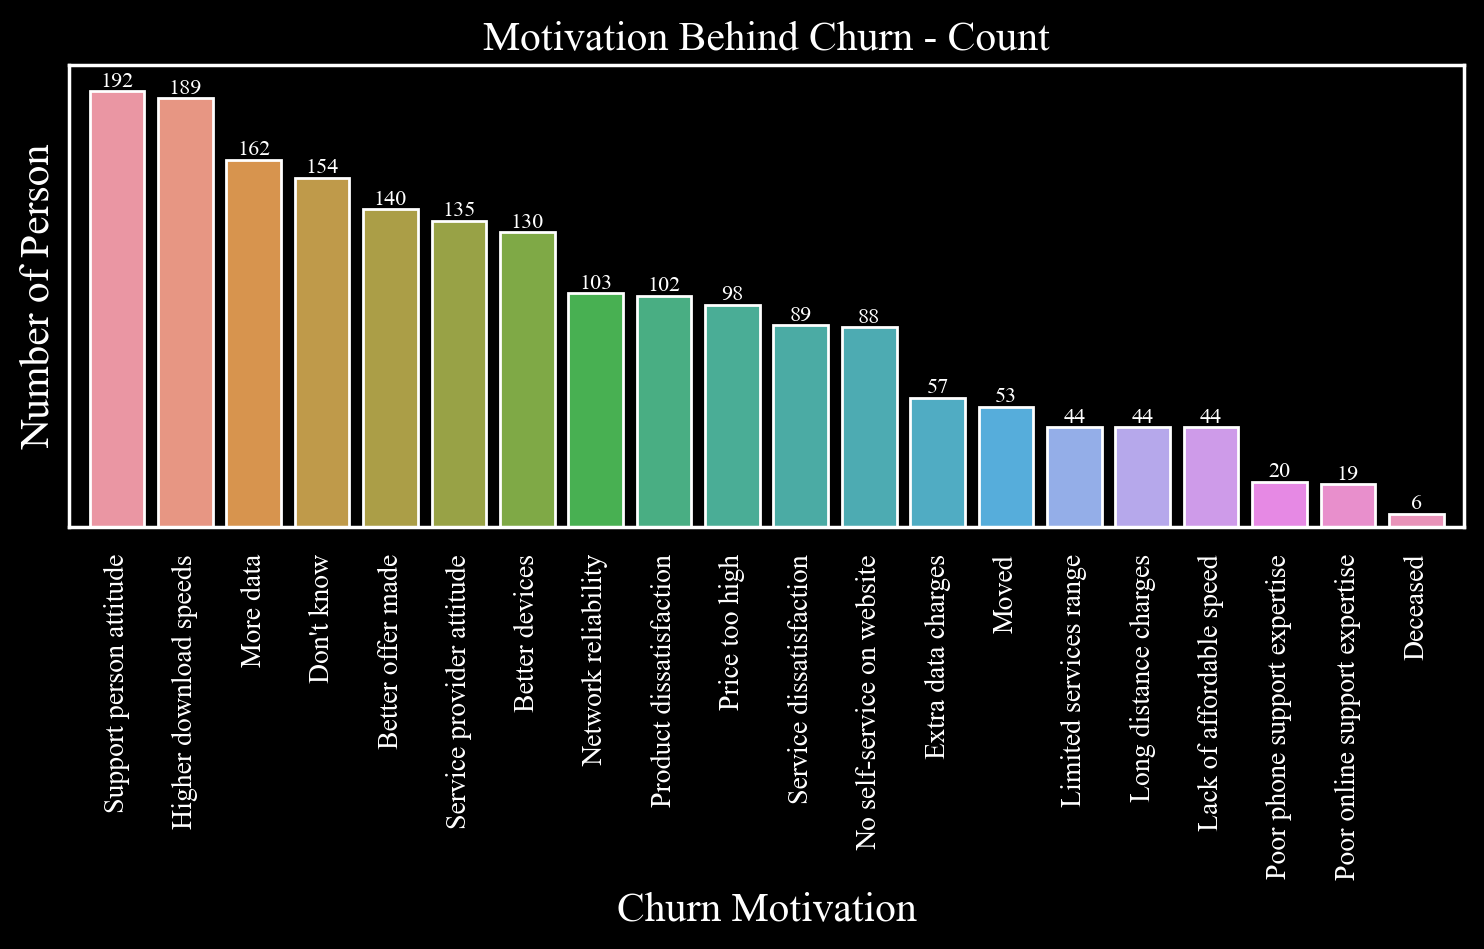 Motivation Behind Churn - Count
Number of Person
192
189
162
154
140
135
130
103
102
98
89
88
57
53
44
44
44
20
19
6
Support person attitude
Higher download speeds
More data
Don't know
Better offer made
Service provider attitude
Better devices
Network reliability
Product dissatisfaction
Price too high
Service dissatisfaction
No self-service on website
Extra data charges
Moved
Limited services range
Long distance charges
Lack of affordable speed
Poor phone support expertise
Poor online support expertise
Deceased
Churn Motivation